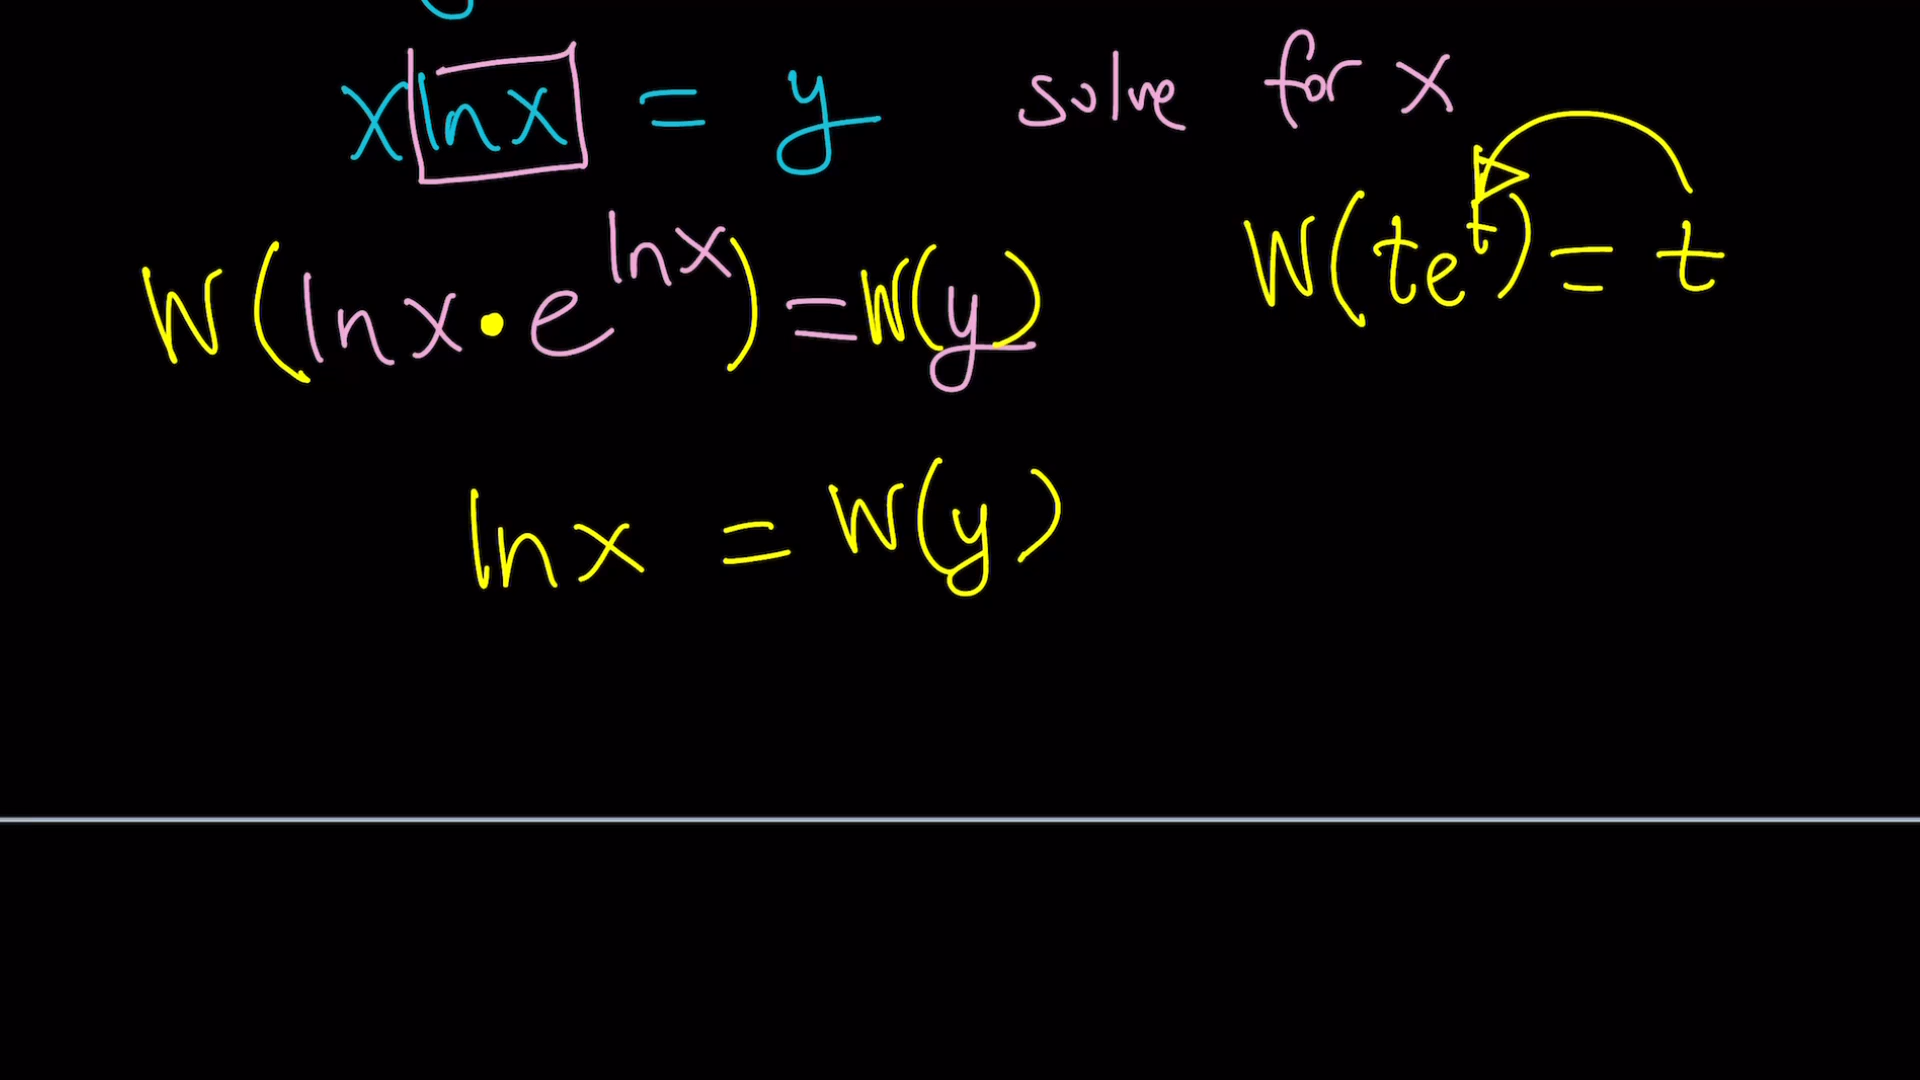 x ln x = y solve for x
W(ln x · e^{ln x}) = W(y) W(te^t) = t
ln x = W(y)